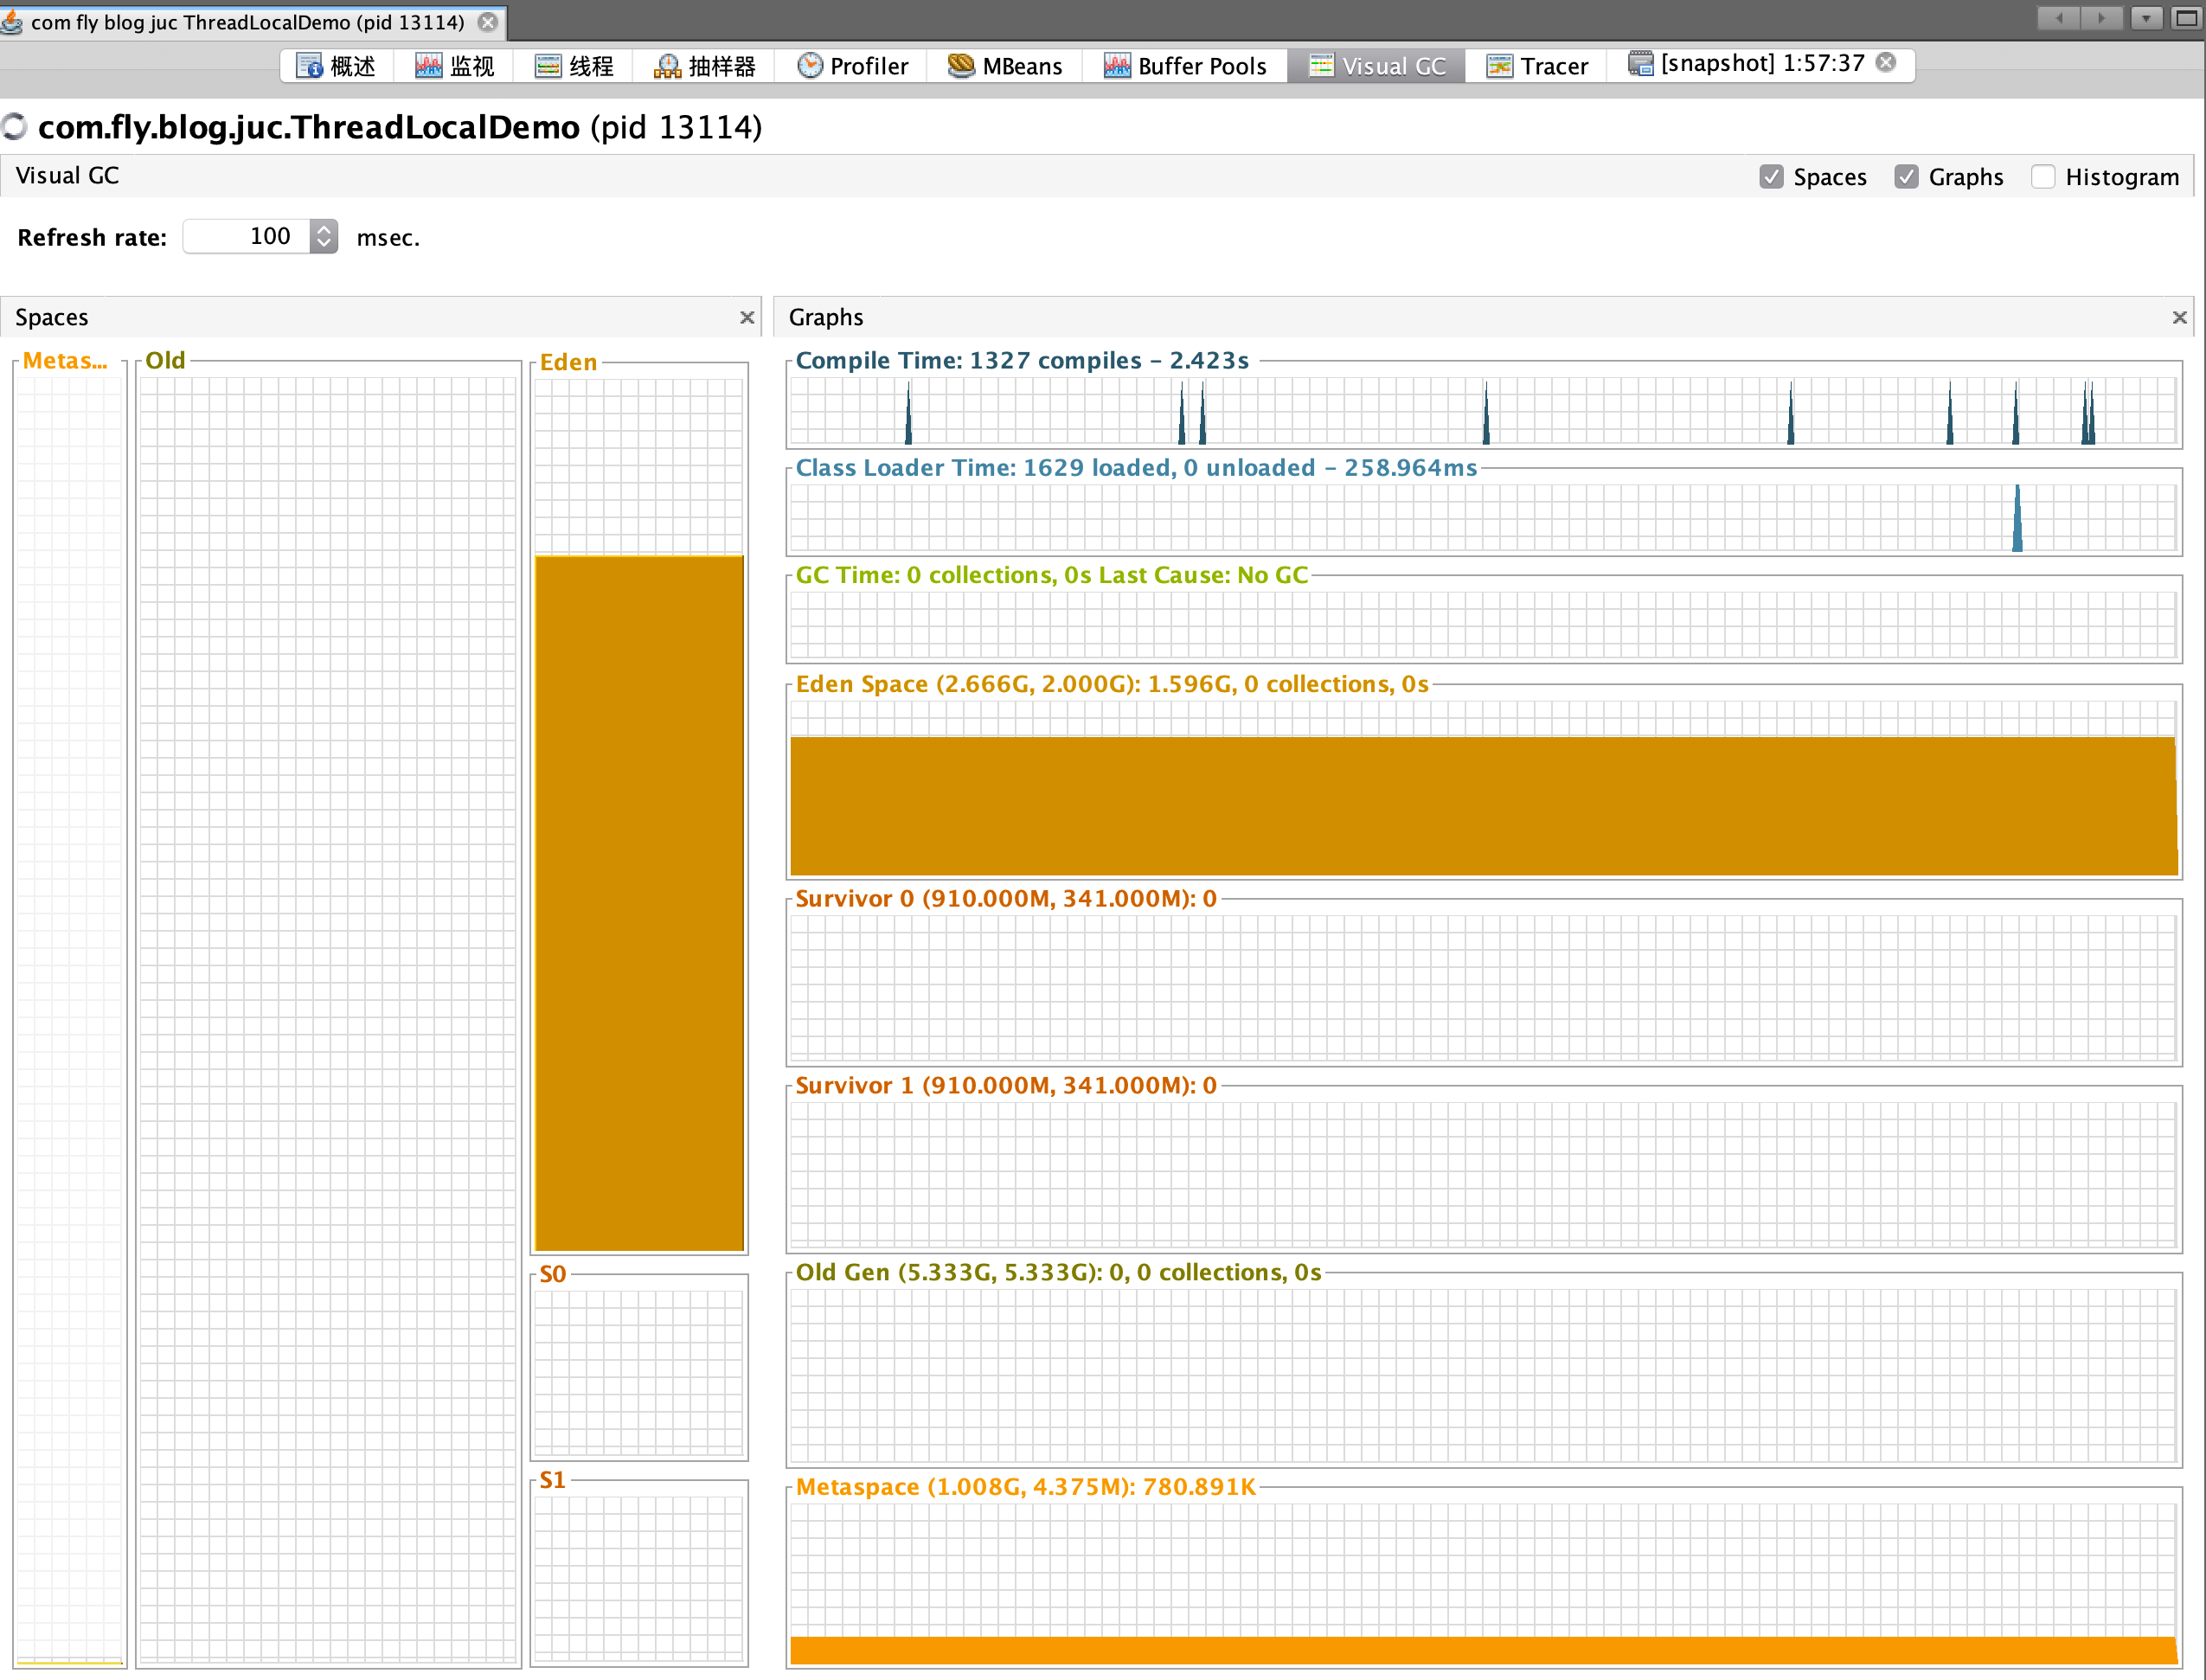 com fly blog juc ThreadLocalDemo (pid 13114)
概述 监视 线程 抽样器 Profiler MBeans Buffer Pools Visual GC Tracer [snapshot] 1:57:37
com.fly.blog.juc.ThreadLocalDemo (pid 13114)
Visual GC Spaces Graphs Histogram
Refresh rate: 100 msec.
Spaces
Metas...
Old
Eden
S0
S1
Graphs
Compile Time: 1327 compiles - 2.423s
Class Loader Time: 1629 loaded, 0 unloaded - 258.964ms
GC Time: 0 collections, 0s Last Cause: No GC
Eden Space (2.666G, 2.000G): 1.596G, 0 collections, 0s
Survivor 0 (910.000M, 341.000M): 0
Survivor 1 (910.000M, 341.000M): 0
Old Gen (5.333G, 5.333G): 0, 0 collections, 0s
Metaspace (1.008G, 4.375M): 780.891K